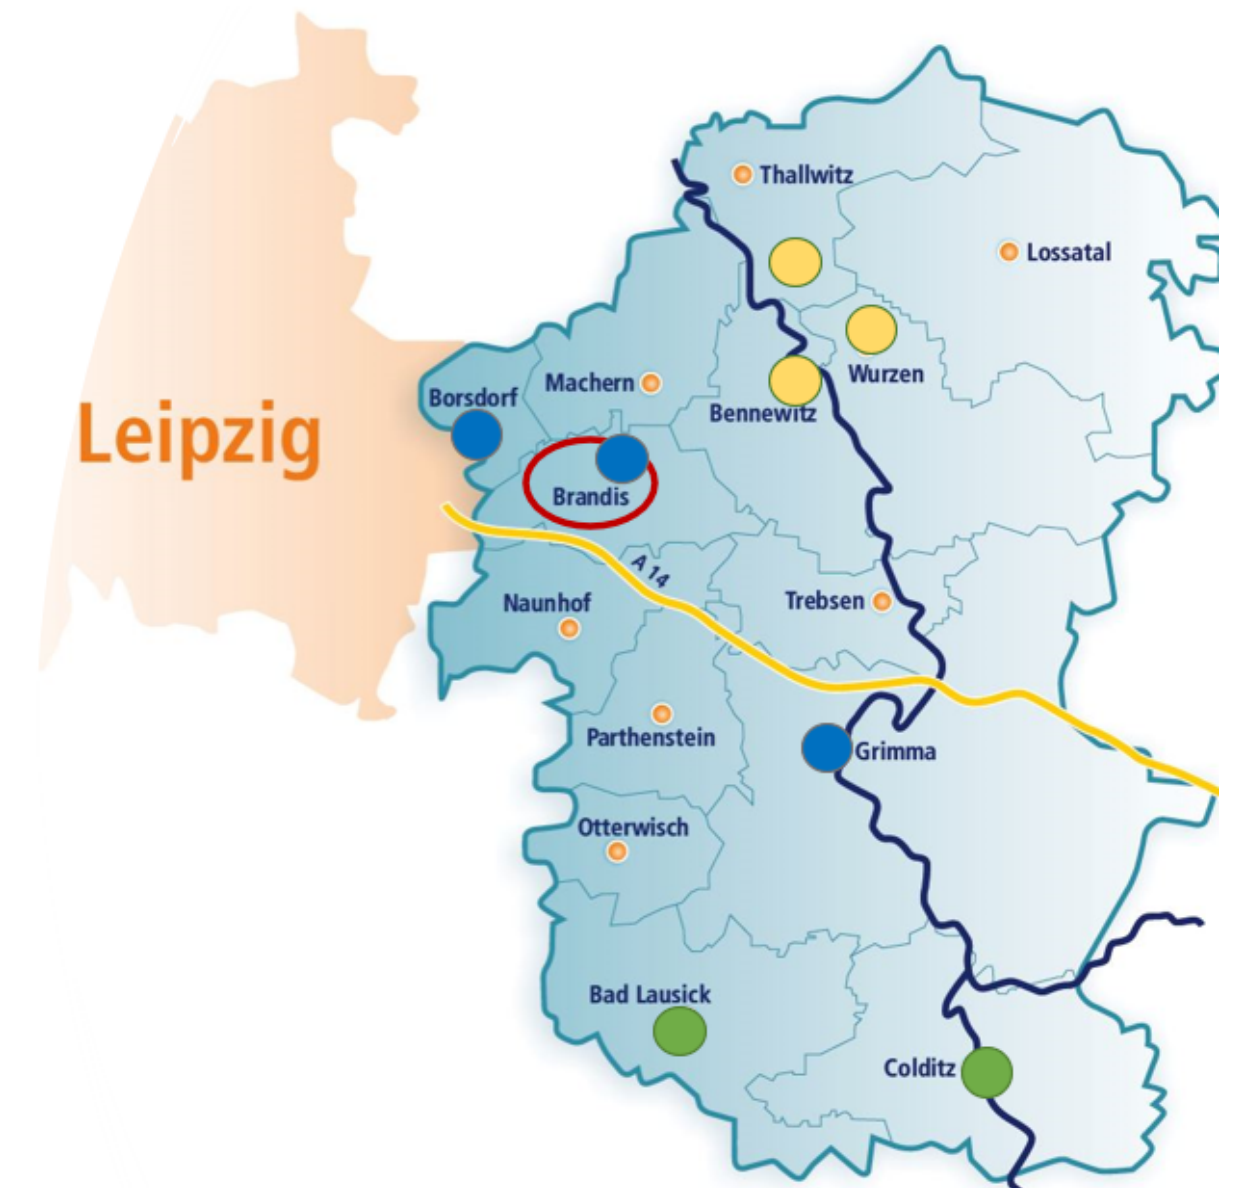 Thallwitz
Lossatal
Wurzen
Machern
Borsdorf
Bennewitz
Leipzig
Brandis
A 14
Naunhof
Trebsen
Parthenstein
Grimma
Otterwisch
Bad Lausick
Colditz